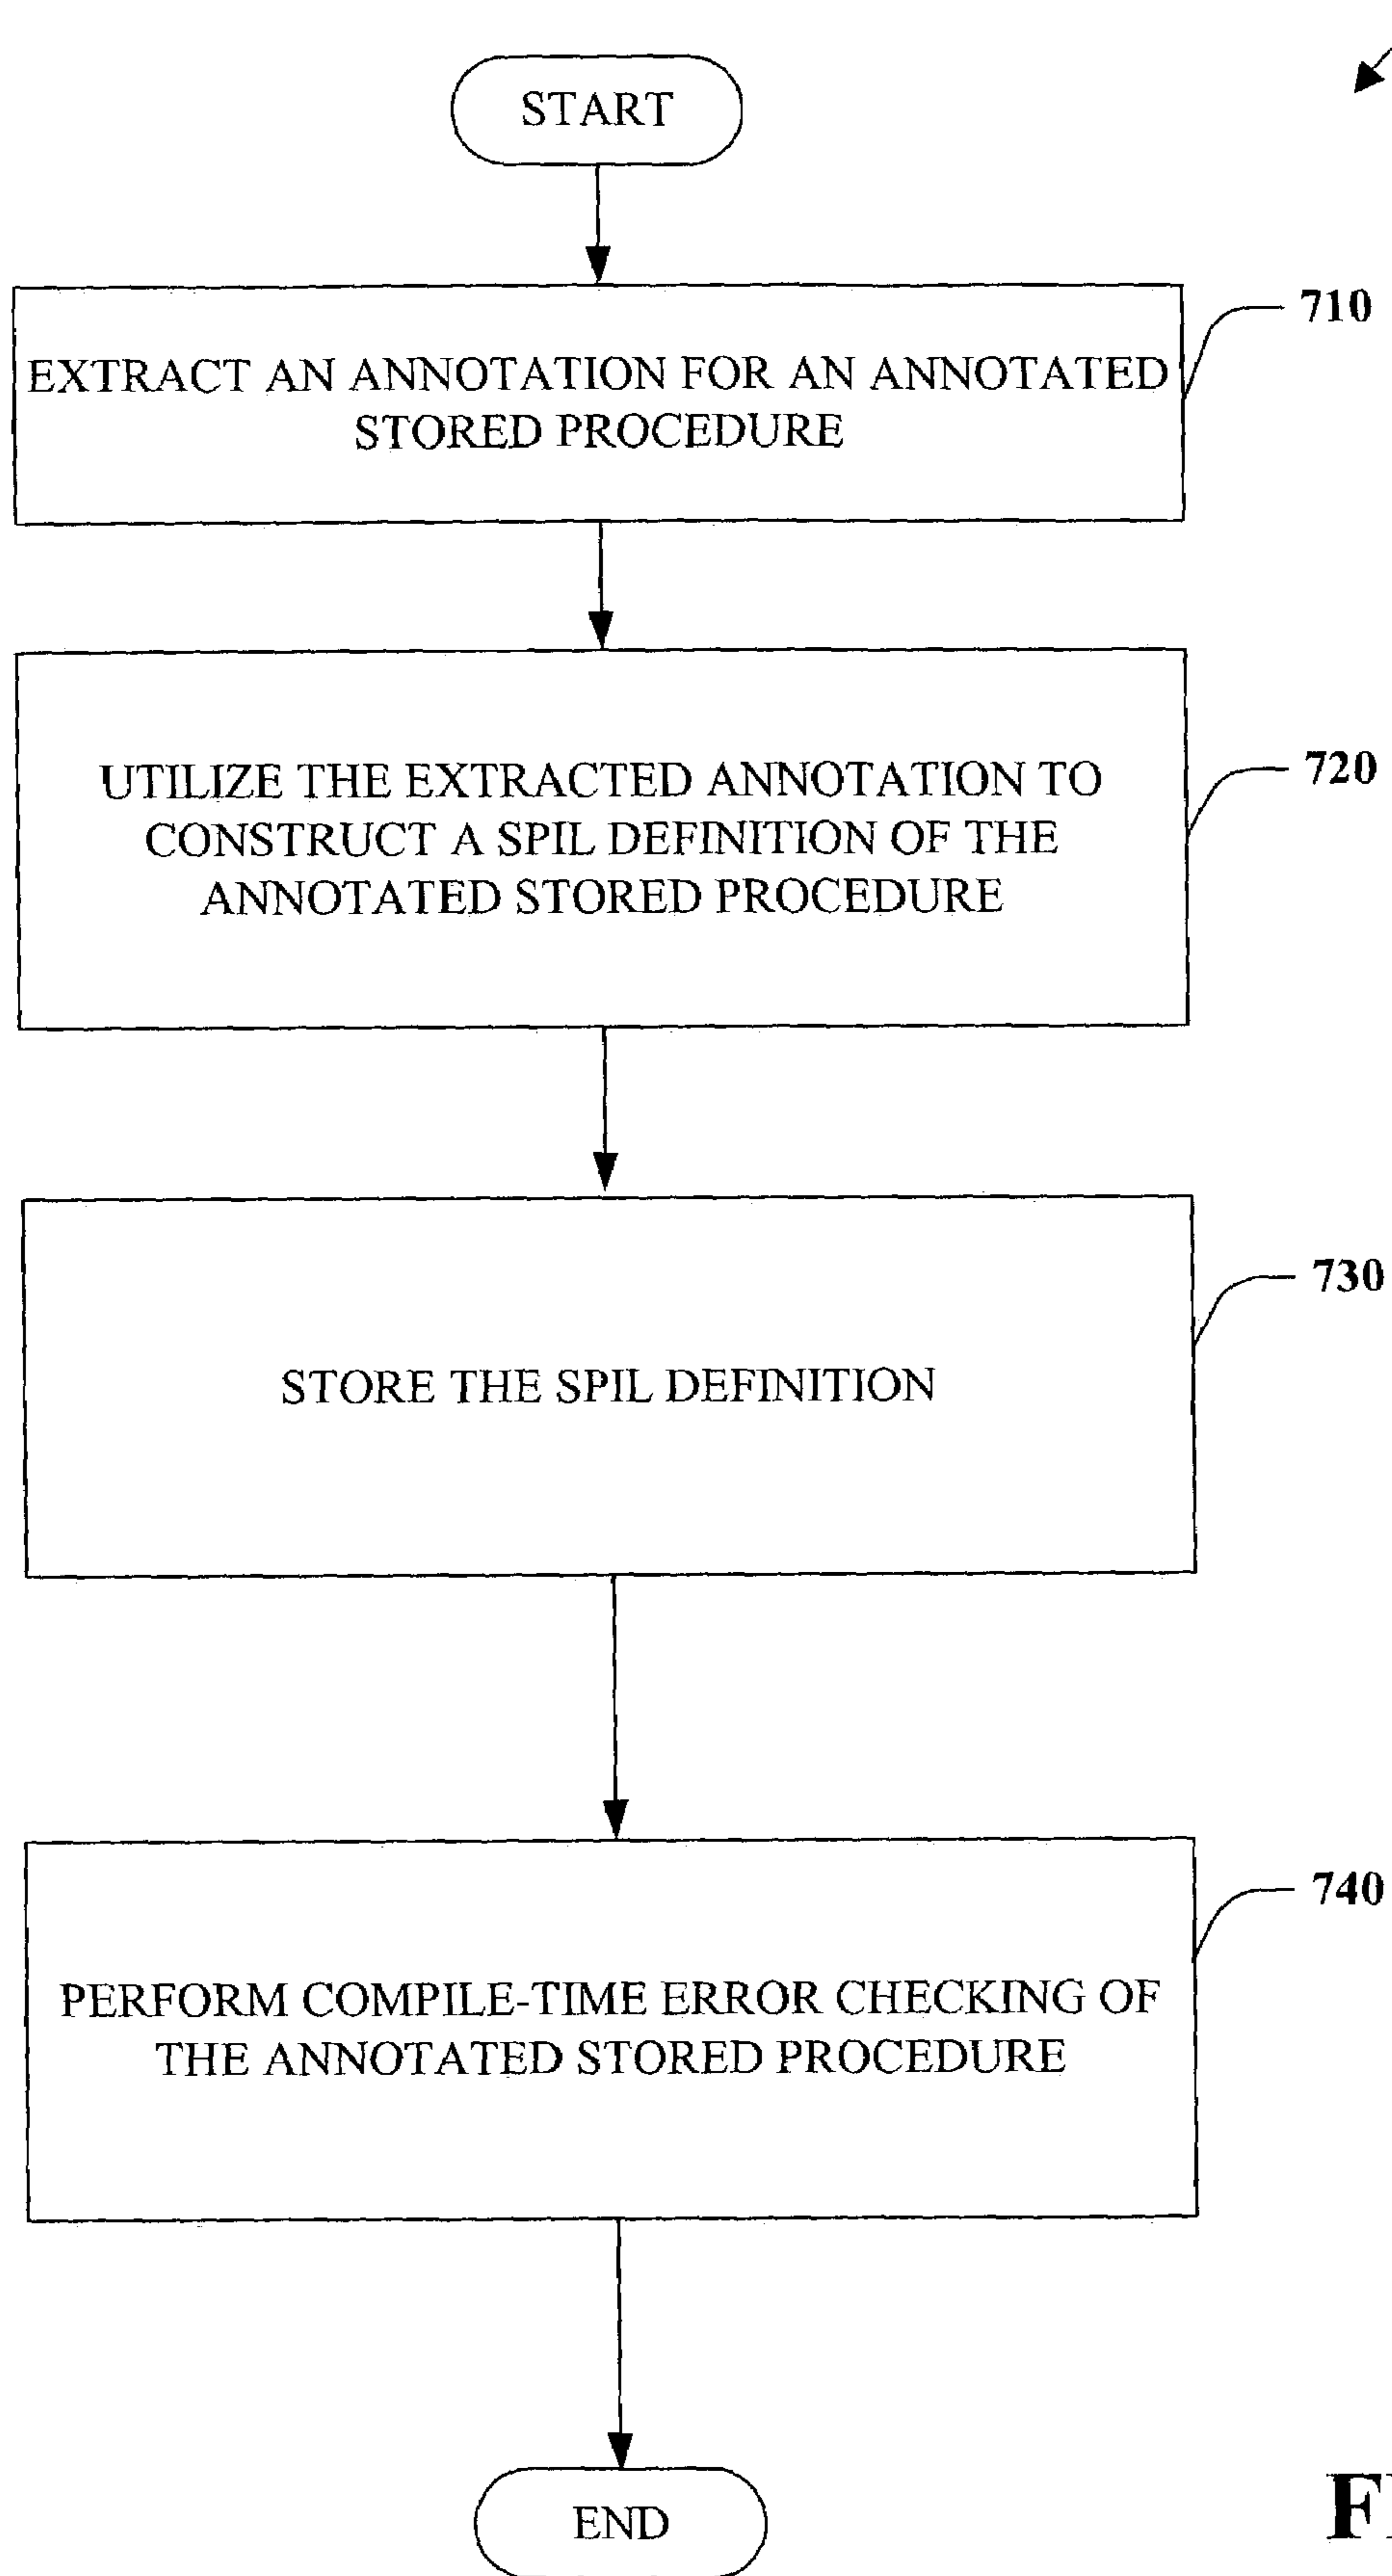 START
710
EXTRACT AN ANNOTATION FOR AN ANNOTATED
STORED PROCEDURE
720
UTILIZE THE EXTRACTED ANNOTATION TO
CONSTRUCT A SPIL DEFINITION OF THE
ANNOTATED STORED PROCEDURE
730
STORE THE SPIL DEFINITION
740
PERFORM COMPILE-TIME ERROR CHECKING OF
THE ANNOTATED STORED PROCEDURE
END